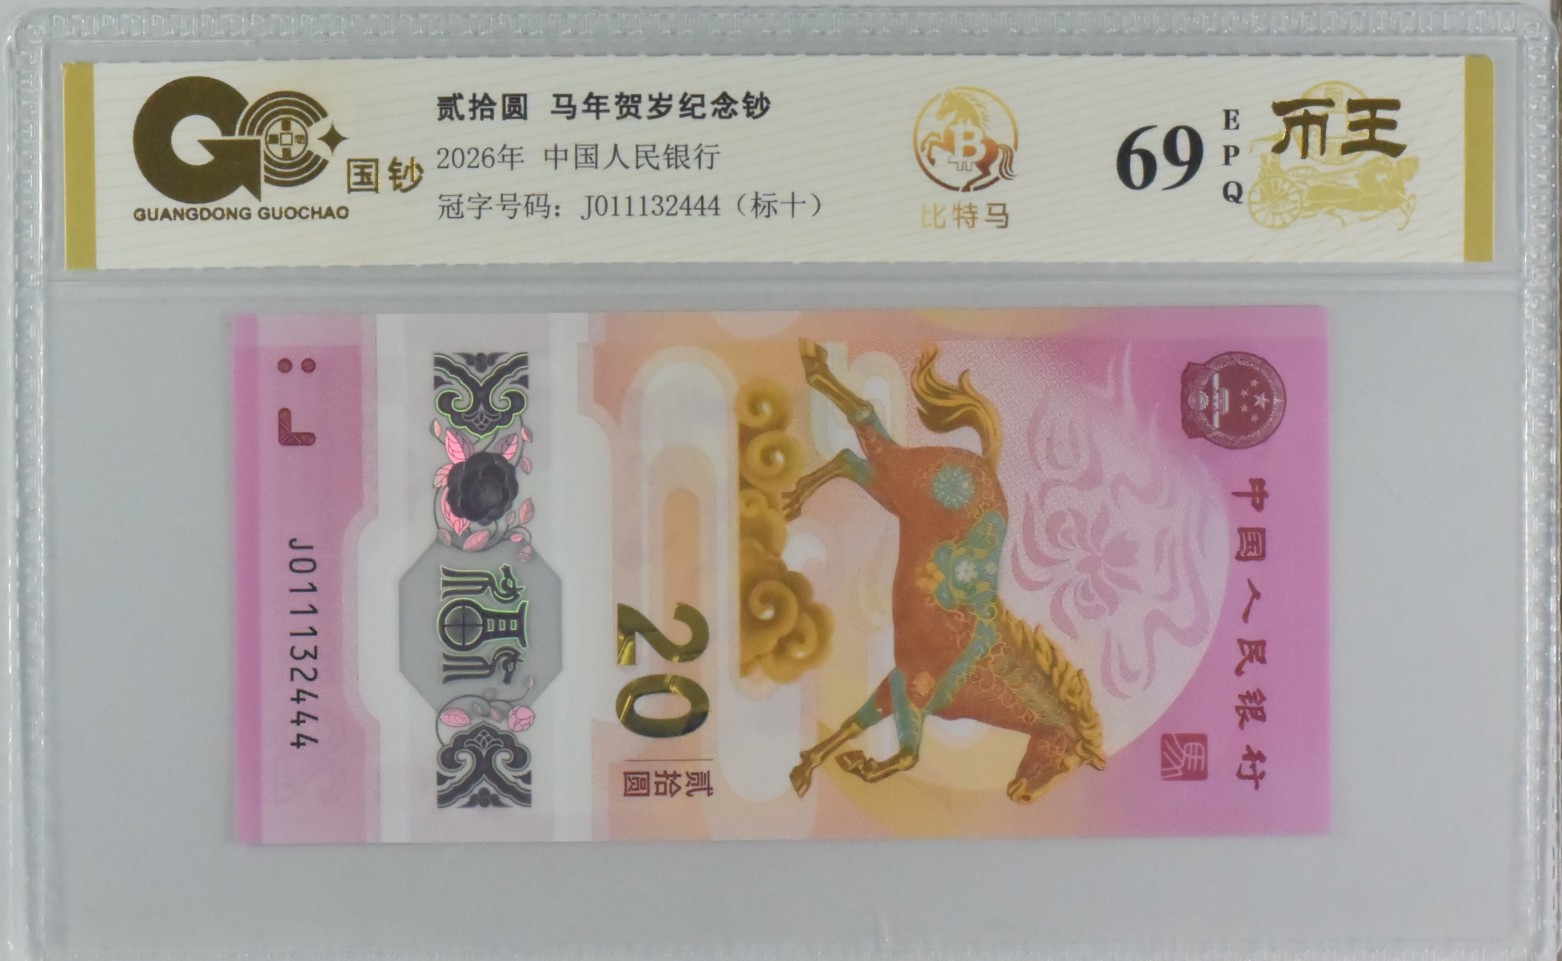 国钞
GUANGDONG GUOCHAO
贰拾圆 马年贺岁纪念钞
2026年 中国人民银行
冠字号码：J011132444（标十）
B
比特马
69
EPQ
币王
J011132444
20
贰拾圆
中国人民银行
馬